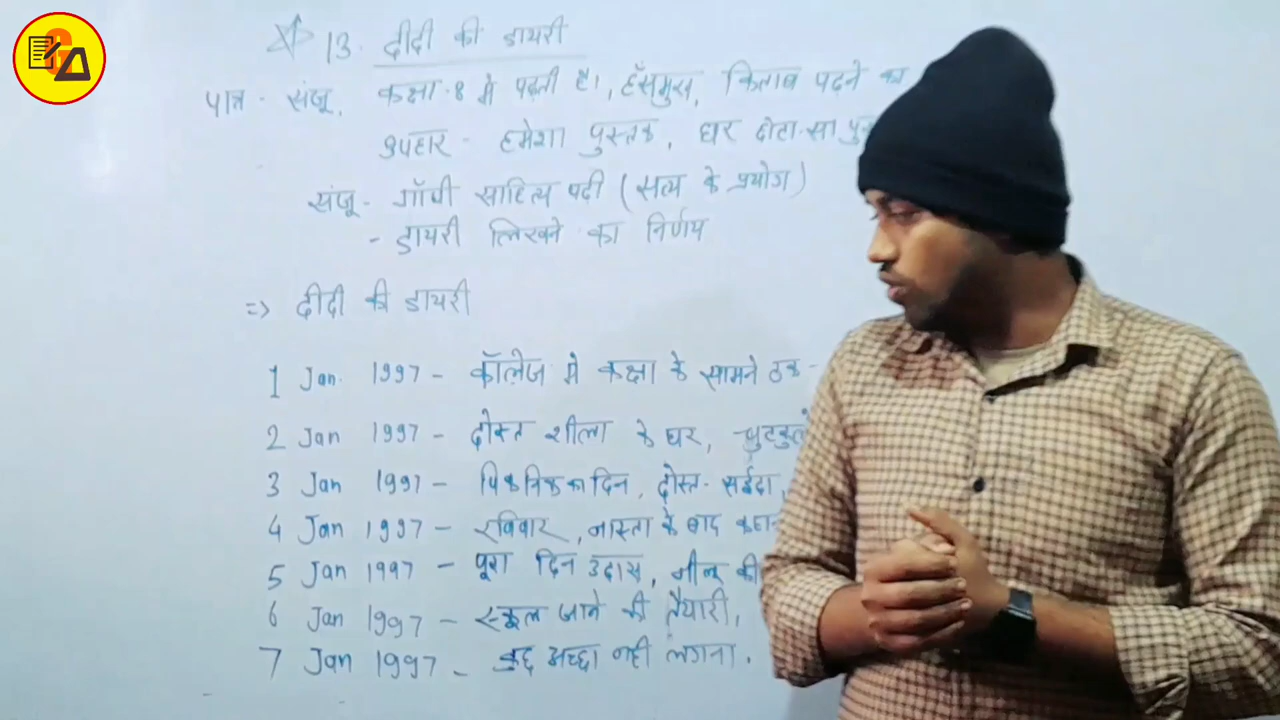 13. दीदी की डायरी
पात्र - संजू, कक्षा-8 मे पढ़ती है।, हँसमुख, किताब पढ़ने का
उपहार - हमेशा पुस्तक, घर छोटा-सा
संजू - गाँधी साहित्य पढ़ी (सत्य के प्रयोग)
- डायरी लिखने का निर्णय
=> दीदी की डायरी
1 Jan 1997 - कॉलेज मे कक्षा के सामने
2 Jan 1997 - दोस्त शीला के घर,
3 Jan 1997 - पिकनिक का दिन, दोस्त - सईदा,
4 Jan 1997 - रविवार, नास्ता के बाद
5 Jan 1997 - पूरा दिन उदास, नीलू की
6 Jan 1997 - स्कूल जाने की तैयारी,
7 Jan 1997 - कुछ अच्छा नही लगना.